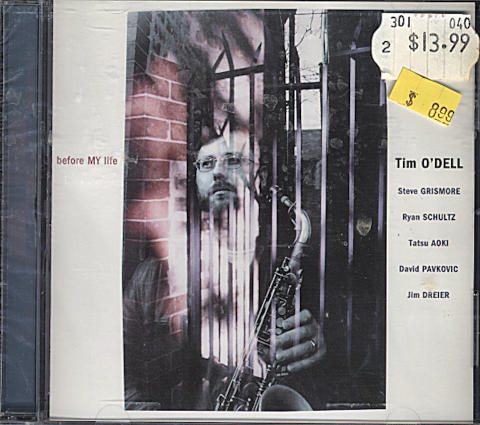 301 040
2 $13.99
$ 8.99
before MY life
Tim O'DELL
Steve GRISMORE
Ryan SCHULTZ
Tatsu AOKI
David PAVKOVIC
Jim DREIER